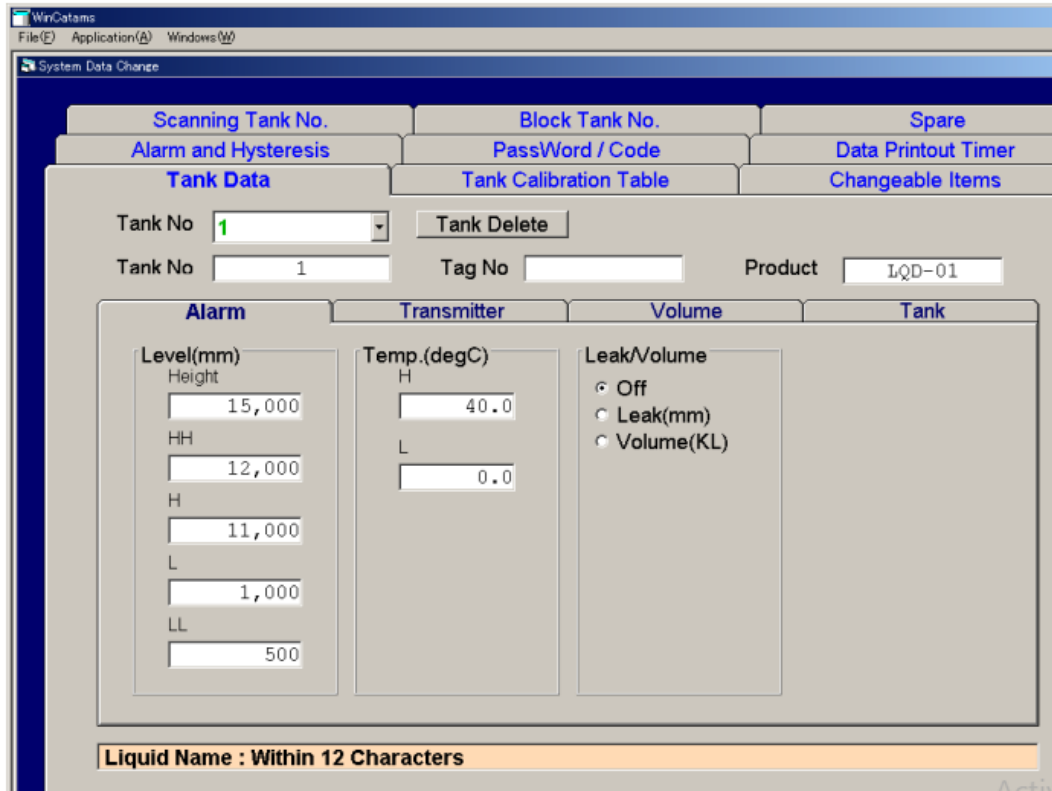 WinCatams
File(F) Application(A) Windows(W)
System Data Change
Scanning Tank No. Block Tank No. Spare
Alarm and Hysteresis PassWord / Code Data Printout Timer
Tank Data Tank Calibration Table Changeable Items
Tank No 1 Tank Delete
Tank No 1 Tag No Product LQD-01
Alarm Transmitter Volume Tank
Level(mm) Temp.(degC) Leak/Volume
Height H Off
15,000 40.0 Leak(mm)
HH L Volume(KL)
12,000 0.0
H
11,000
L
1,000
LL
500
Liquid Name : Within 12 Characters